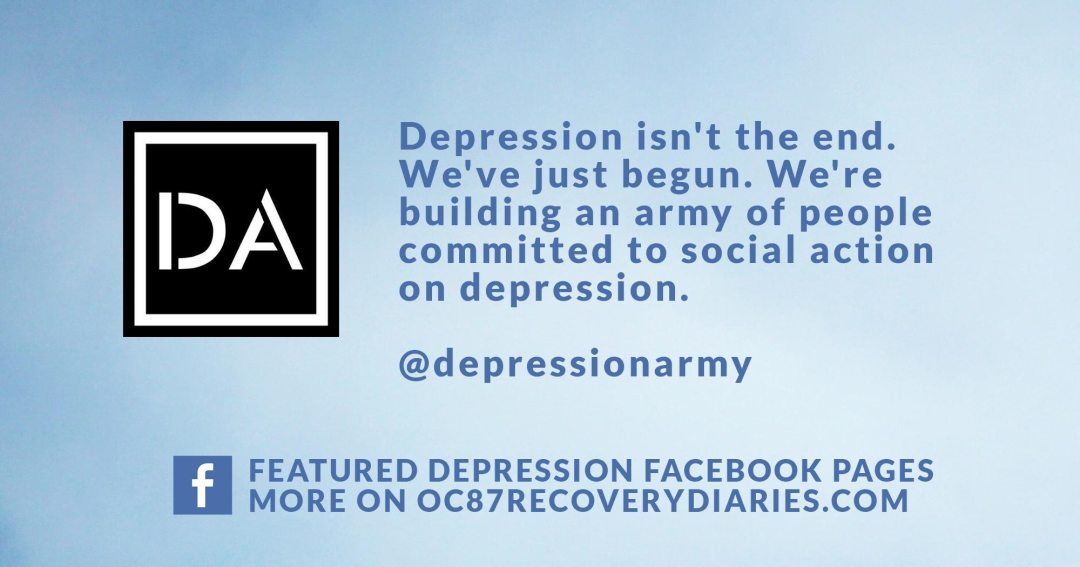 DA
Depression isn't the end.
We've just begun. We're
building an army of people
committed to social action
on depression.
@depressionarmy
f
FEATURED DEPRESSION FACEBOOK PAGES
MORE ON OC87RECOVERYDIARIES.COM